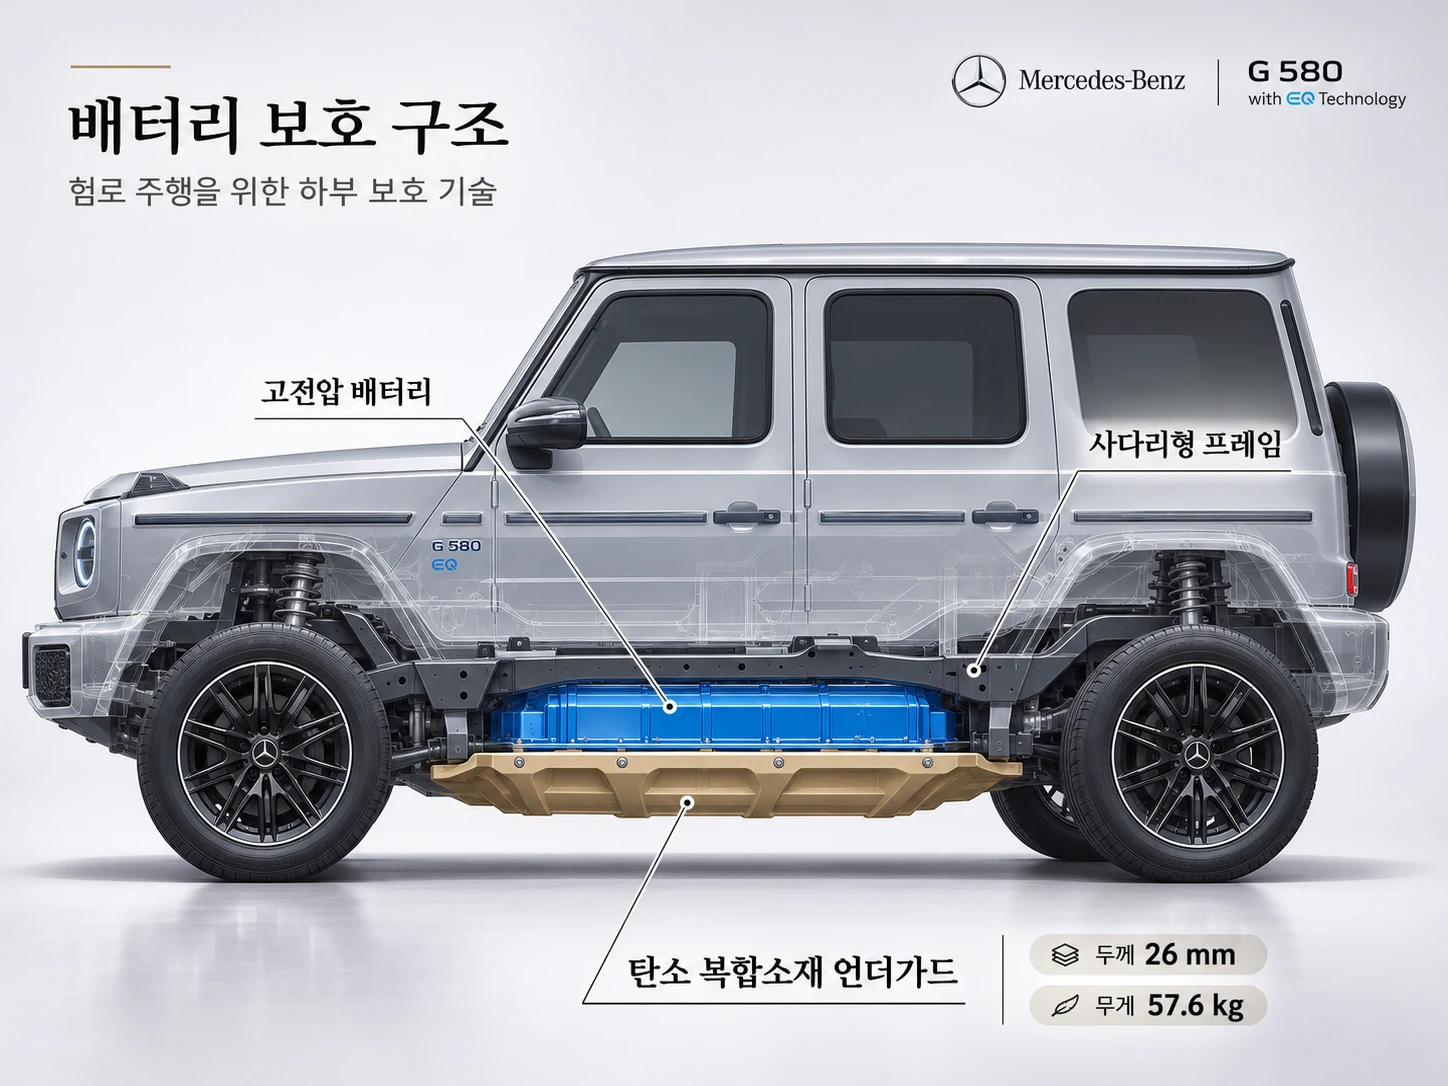 배터리 보호 구조
험로 주행을 위한 하부 보호 기술
Mercedes-Benz
G 580
with EQ Technology
고전압 배터리
사다리형 프레임
G 580
EQ
탄소 복합소재 언더가드
두께 26 mm
무게 57.6 kg